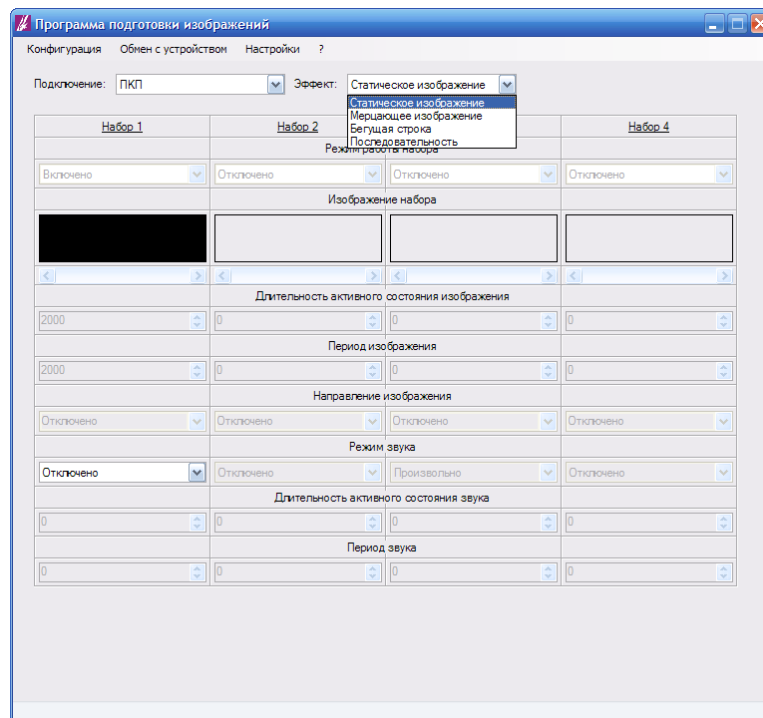 Программа подготовки изображений
Конфигурация Обмен с устройством Настройки ?
Подключение: ПКП Эффект: Статическое изображение
Статическое изображение
Мерцающее изображение
Бегущая строка
Последовательность
Набор 1 Набор 2 Набор 4
Режим работы набора
Включено Отключено Отключено Отключено
Изображение набора
Длительность активного состояния изображения
2000 0 0 0
Период изображения
2000 0 0 0
Направление изображения
Отключено Отключено Отключено Отключено
Режим звука
Отключено Отключено Произвольно Отключено
Длительность активного состояния звука
0 0 0 0
Период звука
0 0 0 0